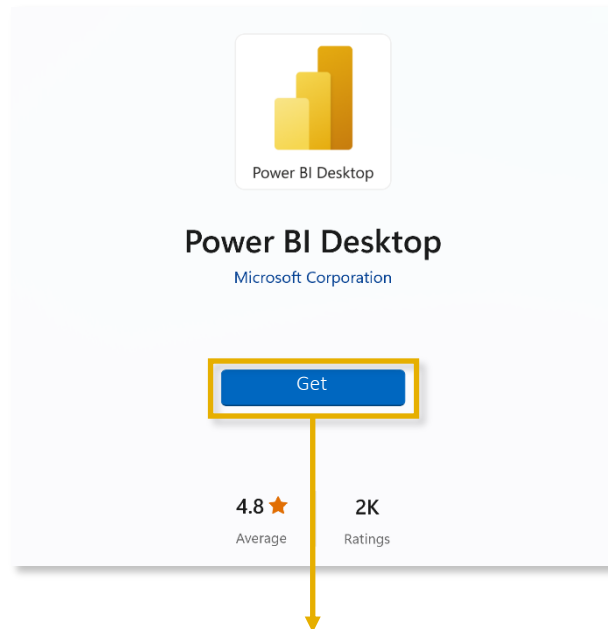 Power BI Desktop
Power BI Desktop
Microsoft Corporation
Get
4.8 2K
Average Ratings